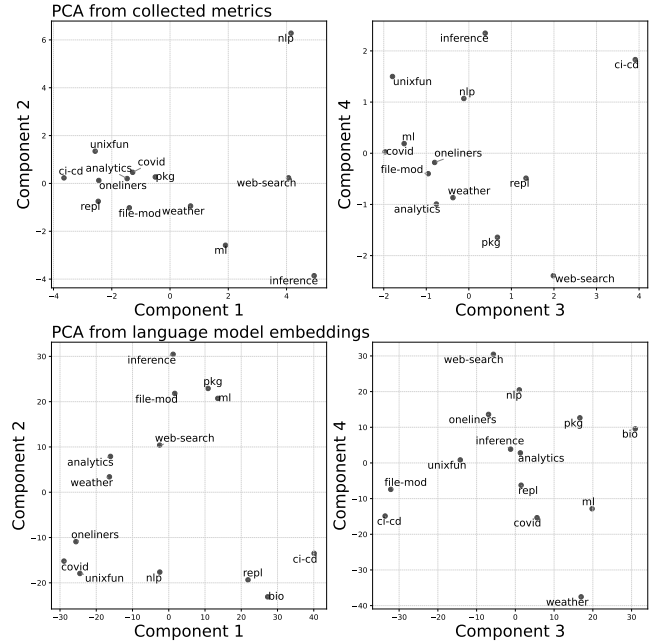 PCA from collected metrics
Component 2
6
4
2
0
−2
−4
nlp
unixfun
covid
analytics
ci-cd
oneliners
pkg
web-search
repl
file-mod
weather
ml
inference
−4 −2 0 2 4
Component 1
Component 4
2
1
0
−1
−2
inference
ci-cd
unixfun
nlp
ml
covid
oneliners
file-mod
repl
weather
analytics
pkg
web-search
−2 −1 0 1 2 3 4
Component 3
PCA from language model embeddings
Component 2
30
20
10
0
−10
−20
inference
pkg
file-mod
ml
web-search
analytics
weather
oneliners
covid
unixfun
nlp
repl
ci-cd
bio
−30 −20 −10 0 10 20 30 40
Component 1
Component 4
30
20
10
0
−10
−20
−30
−40
web-search
nlp
oneliners
pkg
bio
inference
analytics
unixfun
file-mod
repl
ml
ci-cd
covid
weather
−30 −20 −10 0 10 20 30
Component 3